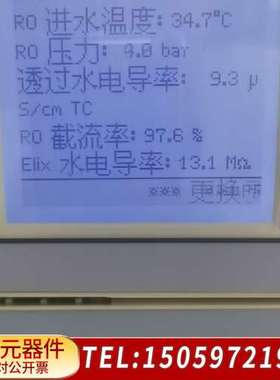 RO 进水温度: 34.7°C
RO 压力: 4.0 bar
透过水电导率: 9.3 μ
S/cm TC
RO 截流率: 97.6 %
Elix 水电导率: 13.1 MΩ
*** 更换
元器件
对公开票
TEL:150597219